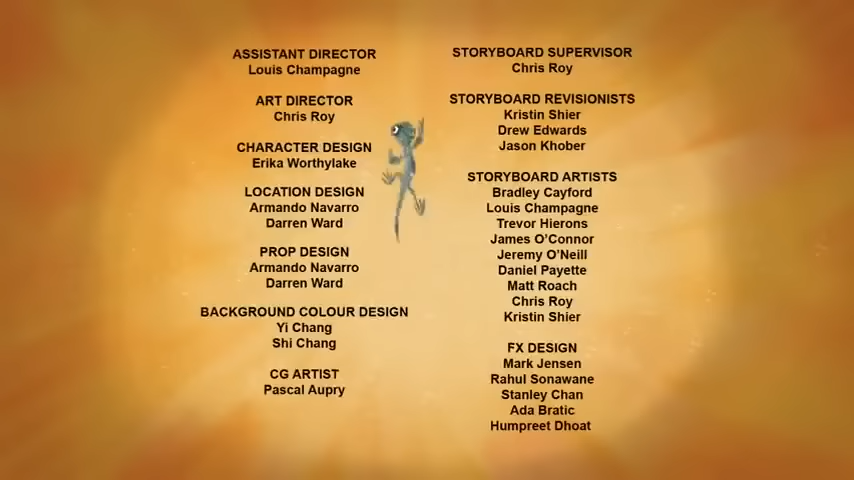 ASSISTANT DIRECTOR
Louis Champagne
ART DIRECTOR
Chris Roy
CHARACTER DESIGN
Erika Worthylake
LOCATION DESIGN
Armando Navarro
Darren Ward
PROP DESIGN
Armando Navarro
Darren Ward
BACKGROUND COLOUR DESIGN
Yi Chang
Shi Chang
CG ARTIST
Pascal Aupry
STORYBOARD SUPERVISOR
Chris Roy
STORYBOARD REVISIONISTS
Kristin Shier
Drew Edwards
Jason Khober
STORYBOARD ARTISTS
Bradley Cayford
Louis Champagne
Trevor Hierons
James O'Connor
Jeremy O'Neill
Daniel Payette
Matt Roach
Chris Roy
Kristin Shier
FX DESIGN
Mark Jensen
Rahul Sonawane
Stanley Chan
Ada Bratic
Humpreet Dhoat